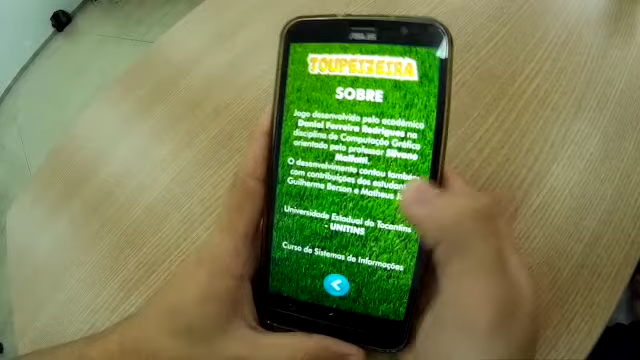 ASUS
TOUPEIZEIRA
SOBRE
Jogo desenvolvido pelo acadêmico
Daniel Ferreira Rodrigues na
disciplina de Computação Gráfica
orientado pelo professor Silvano
Malfatti.
O desenvolvimento contou também
com contribuições dos estudantes
Guilherme Berson e Matheus
Universidade Estadual do Tocantins
- UNITINS
Curso de Sistemas de Informações